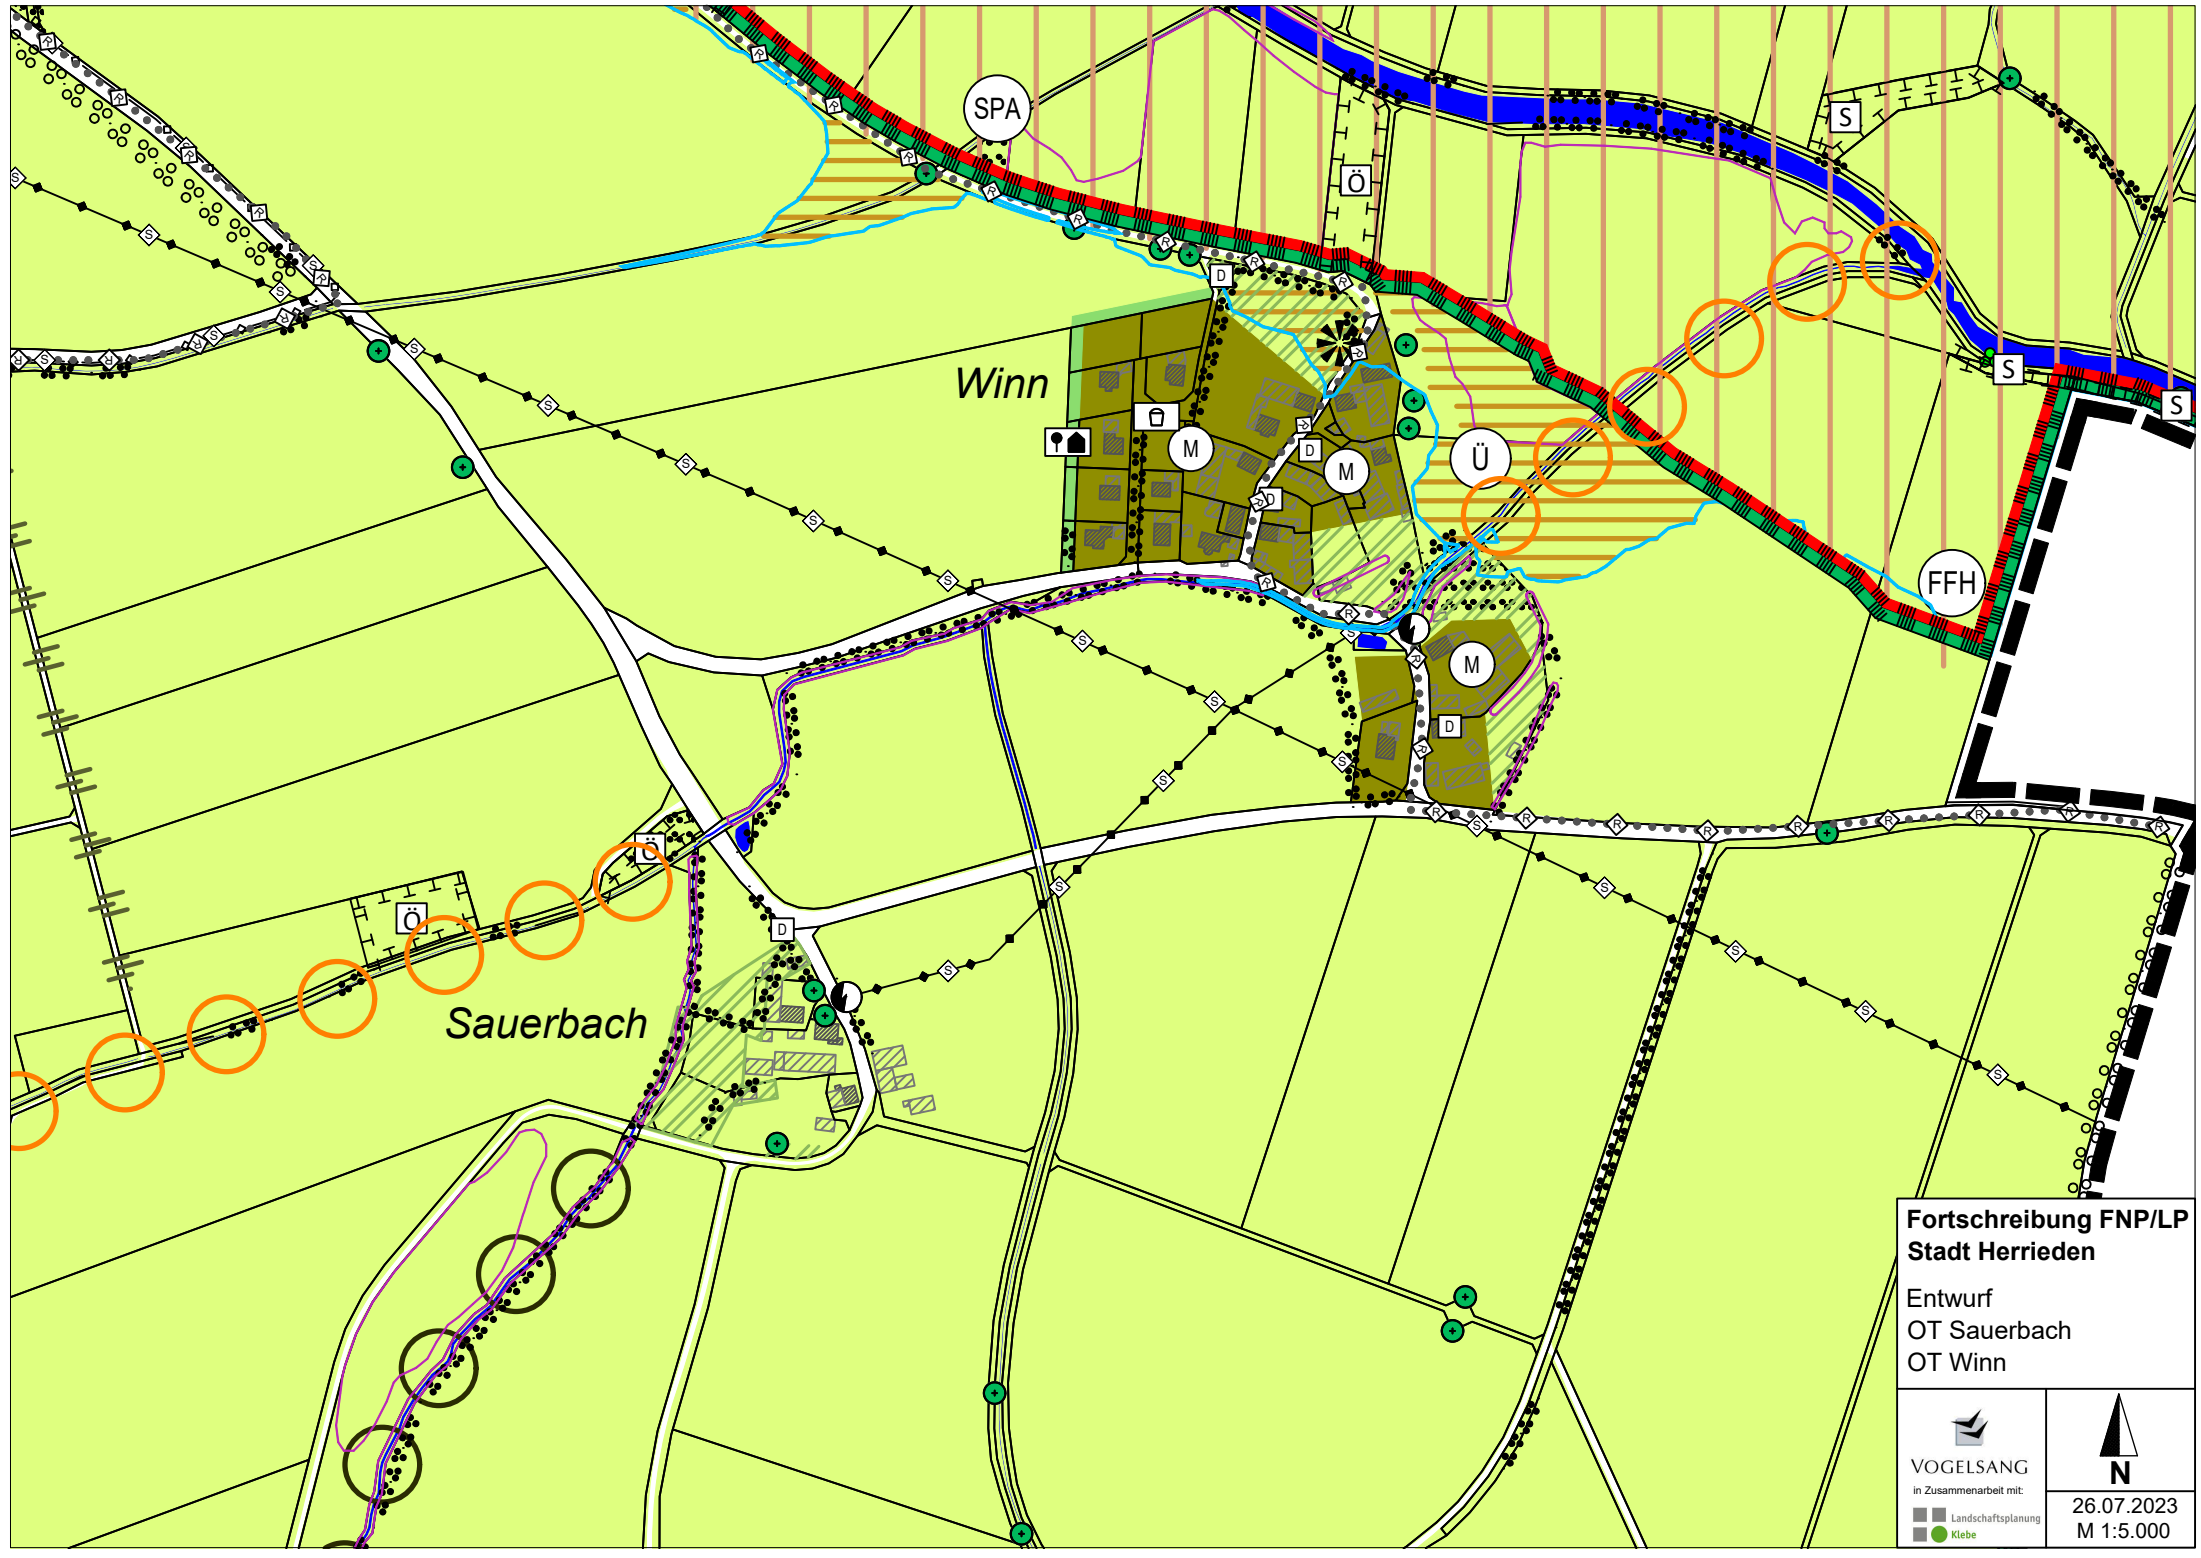 SPA
S
Ö
D
Winn
S
S
M
D
M
Ü
D
FFH
M
D
Ö
Ö
D
Sauerbach
Fortschreibung FNP/LP
Stadt Herrieden
Entwurf
OT Sauerbach
OT Winn
VOGELSANG
in Zusammenarbeit mit:
Landschaftsplanung
Klebe
N
26.07.2023
M 1:5.000